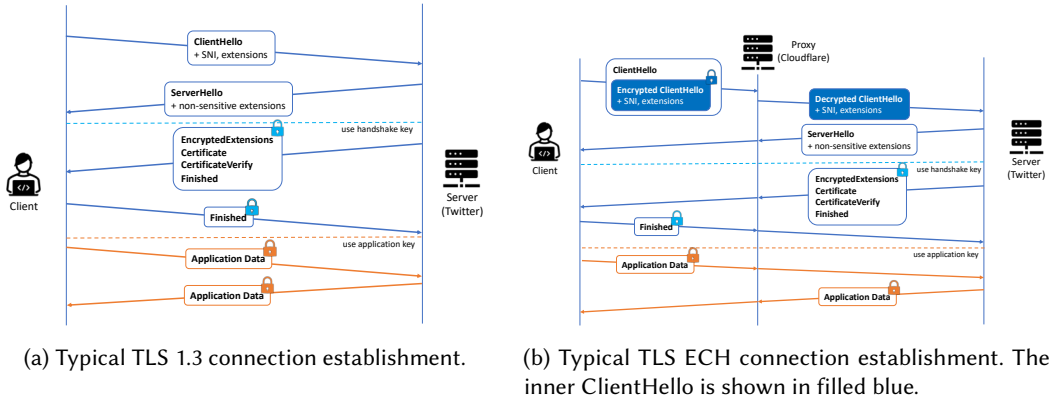 ClientHello
+ SNI, extensions
ServerHello
+ non-sensitive extensions
use handshake key
EncryptedExtensions
Certificate
CertificateVerify
Finished
Client
Server
(Twitter)
Finished
use application key
Application Data
Application Data
(a) Typical TLS 1.3 connection establishment.
Proxy
(Cloudflare)
ClientHello
Encrypted ClientHello
+ SNI, extensions
Decrypted ClientHello
+ SNI, extensions
ServerHello
+ non-sensitive extensions
Client
Server
(Twitter)
use handshake key
EncryptedExtensions
Certificate
CertificateVerify
Finished
Finished
use application key
Application Data
Application Data
(b) Typical TLS ECH connection establishment. The
inner ClientHello is shown in filled blue.